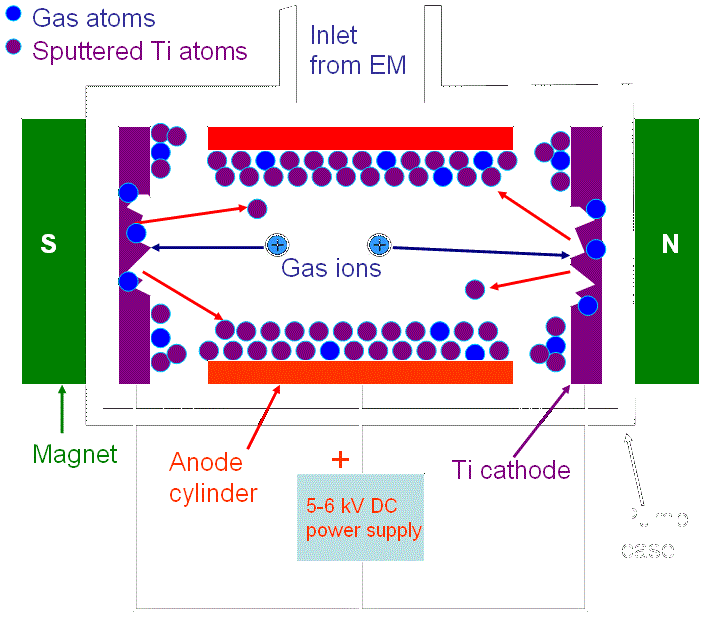 Gas atoms
Sputtered Ti atoms
Inlet
from EM
S
N
Gas ions
Magnet
Anode
cylinder
+
5-6 kV DC
power supply
Ti cathode
Pump
case